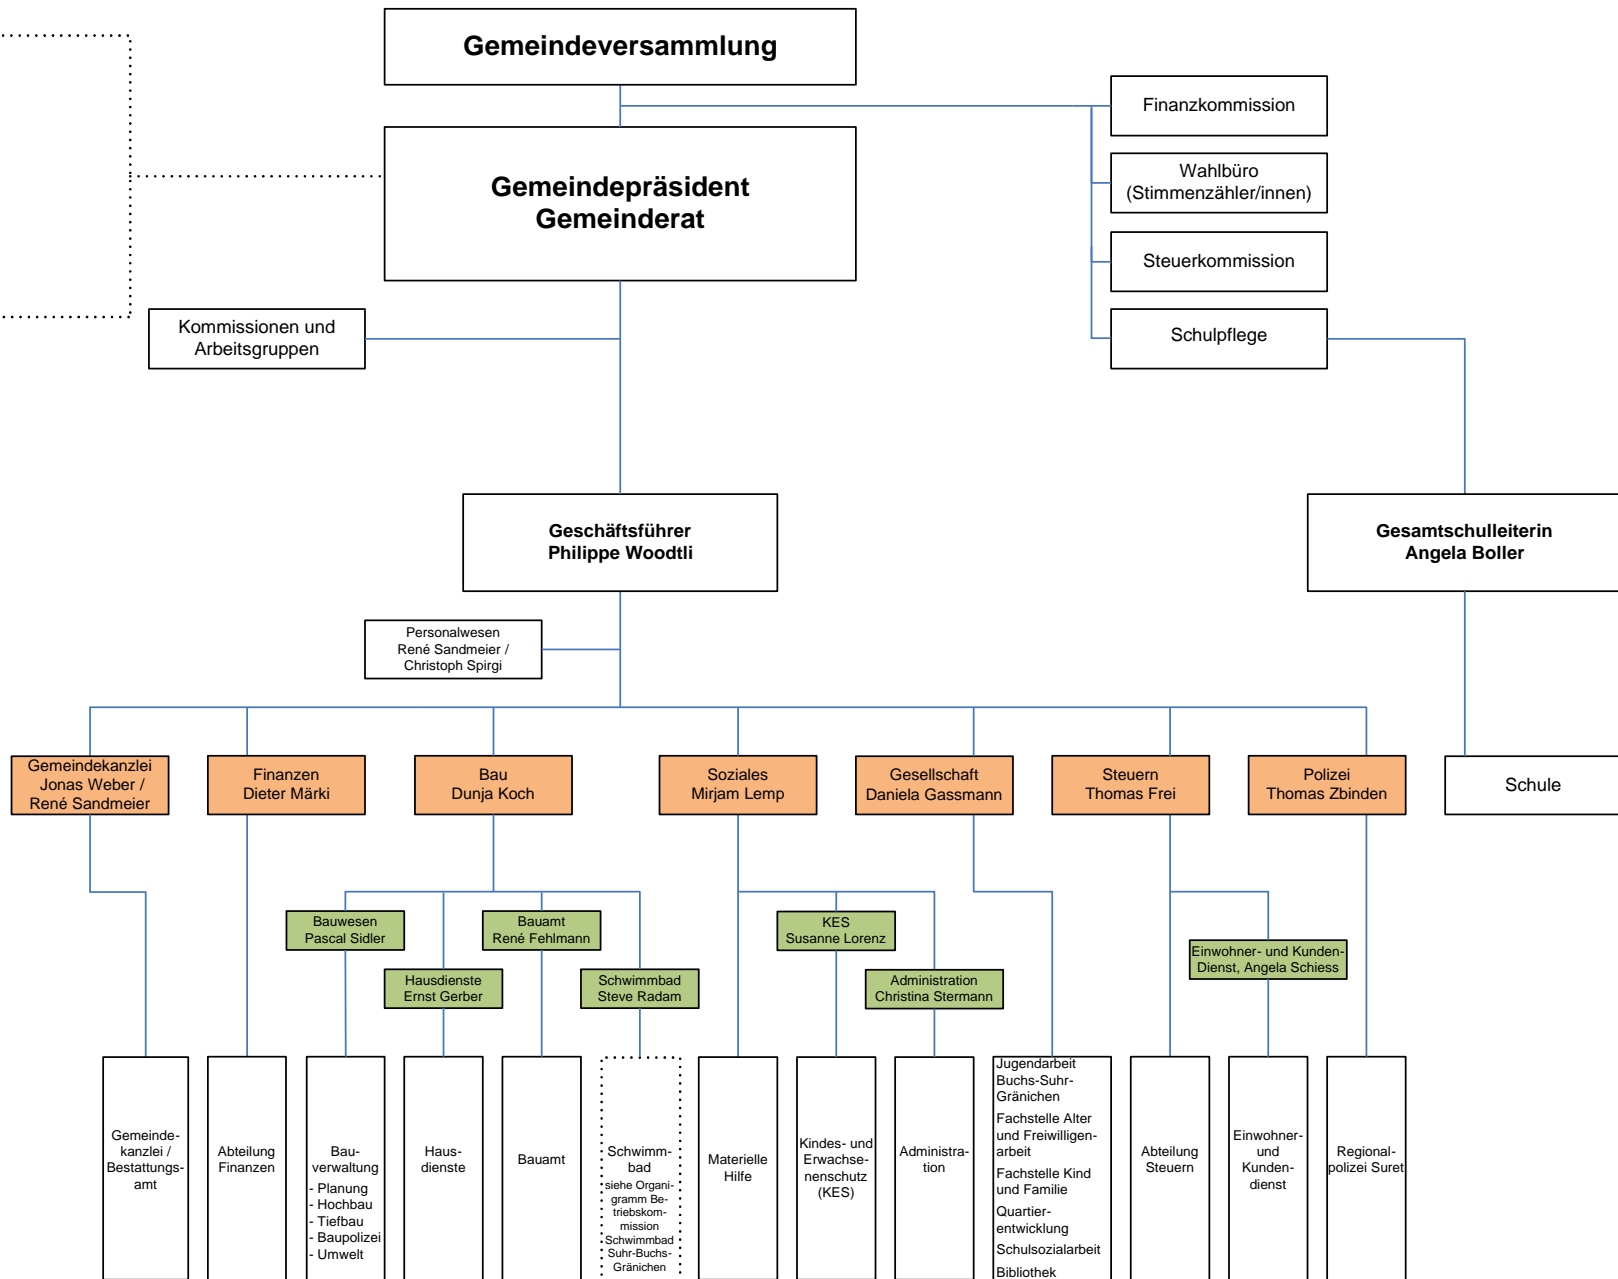 Gemeindeversammlung
Finanzkommission
Wahlbüro
(Stimmenzähler/innen)
Gemeindepräsident
Gemeinderat
Steuerkommission
Kommissionen und
Arbeitsgruppen
Schulpflege
Geschäftsführer
Philippe Woodtli
Gesamtschulleiterin
Angela Boller
Personalwesen
René Sandmeier /
Christoph Spirgi
Gemeindekanzlei
Jonas Weber /
René Sandmeier
Finanzen
Dieter Märki
Bau
Dunja Koch
Soziales
Mirjam Lemp
Gesellschaft
Daniela Gassmann
Steuern
Thomas Frei
Polizei
Thomas Zbinden
Schule
Bauwesen
Pascal Sidler
Bauamt
René Fehlmann
KES
Susanne Lorenz
Einwohner- und Kunden-
Dienst, Angela Schiess
Hausdienste
Ernst Gerber
Schwimmbad
Steve Radam
Administration
Christina Stermann
Gemeinde-
kanzlei /
Bestattungs-
amt
Abteilung
Finanzen
Bau-
verwaltung
- Planung
- Hochbau
- Tiefbau
- Baupolizei
- Umwelt
Haus-
dienste
Bauamt
Schwimm-
bad
siehe Organi-
gramm Be-
triebskom-
mission
Schwimmbad
Suhr-Buchs-
Gränichen
Materielle
Hilfe
Kindes- und
Erwachse-
nenschutz
(KES)
Administra-
tion
Jugendarbeit
Buchs-Suhr-
Gränichen
Fachstelle Alter
und Freiwilligen-
arbeit
Fachstelle Kind
und Familie
Quartier-
entwicklung
Schulsozialarbeit
Bibliothek
Abteilung
Steuern
Einwohner-
und
Kunden-
dienst
Regional-
polizei Suret